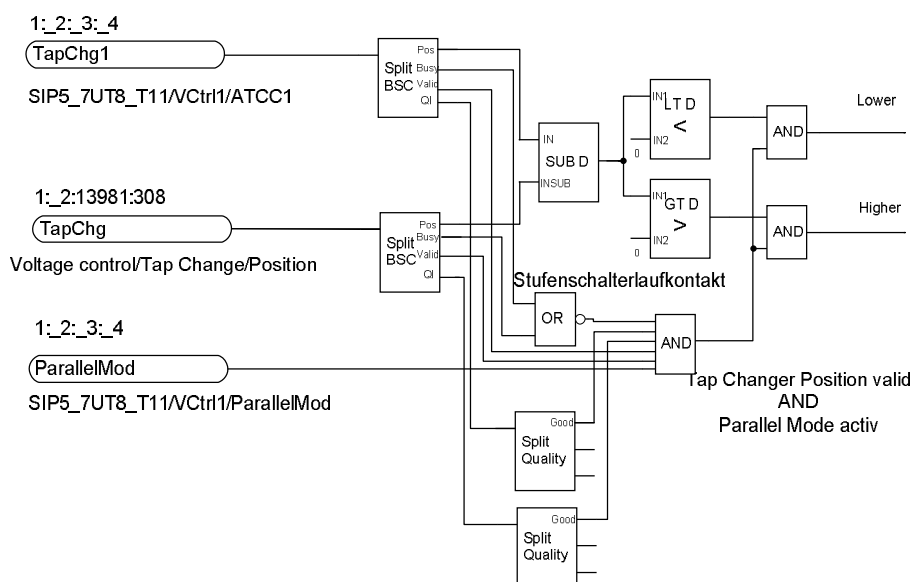 1:_2:_3:_4
TapChg1
SIP5_7UT8_T11/VCtrl1/ATCC1
Split
BSC
Pos
Busy
Valid
QI
IN
SUB D
INSUB
IN1
LT D
<
IN2
0
AND
Lower
1:_2:13981:308
TapChg
Voltage control/Tap Change/Position
Split
BSC
Pos
Busy
Valid
QI
IN1
GT D
>
IN2
0
AND
Higher
Stufenschalterlaufkontakt
OR
AND
1:_2:_3:_4
ParallelMod
SIP5_7UT8_T11/VCtrl1/ParallelMod
Tap Changer Position valid
AND
Parallel Mode activ
Good
Split
Quality
Good
Split
Quality